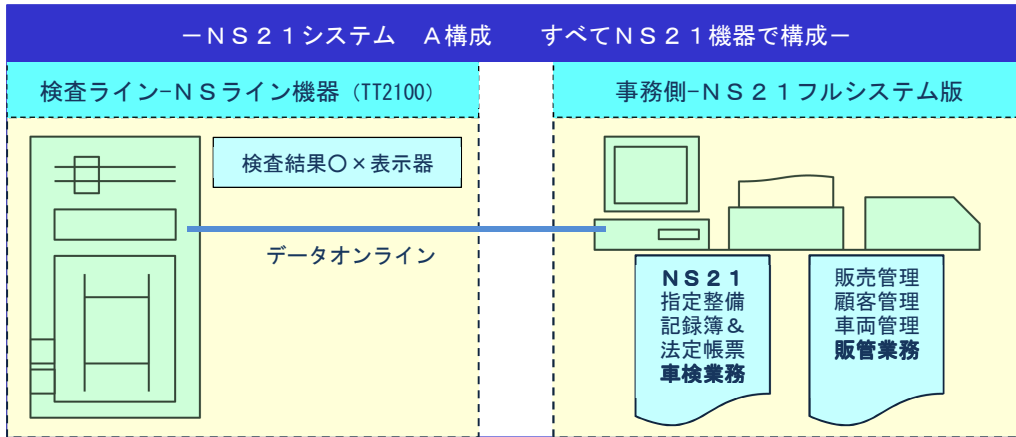 －ＮＳ２１システム　Ａ構成　　すべてＮＳ２１機器で構成－
検査ライン-ＮＳライン機器（TT2100）
検査結果〇×表示器
データオンライン
事務側-ＮＳ２１フルシステム版
ＮＳ２１
指定整備
記録簿＆
法定帳票
車検業務
販売管理
顧客管理
車両管理
販管業務